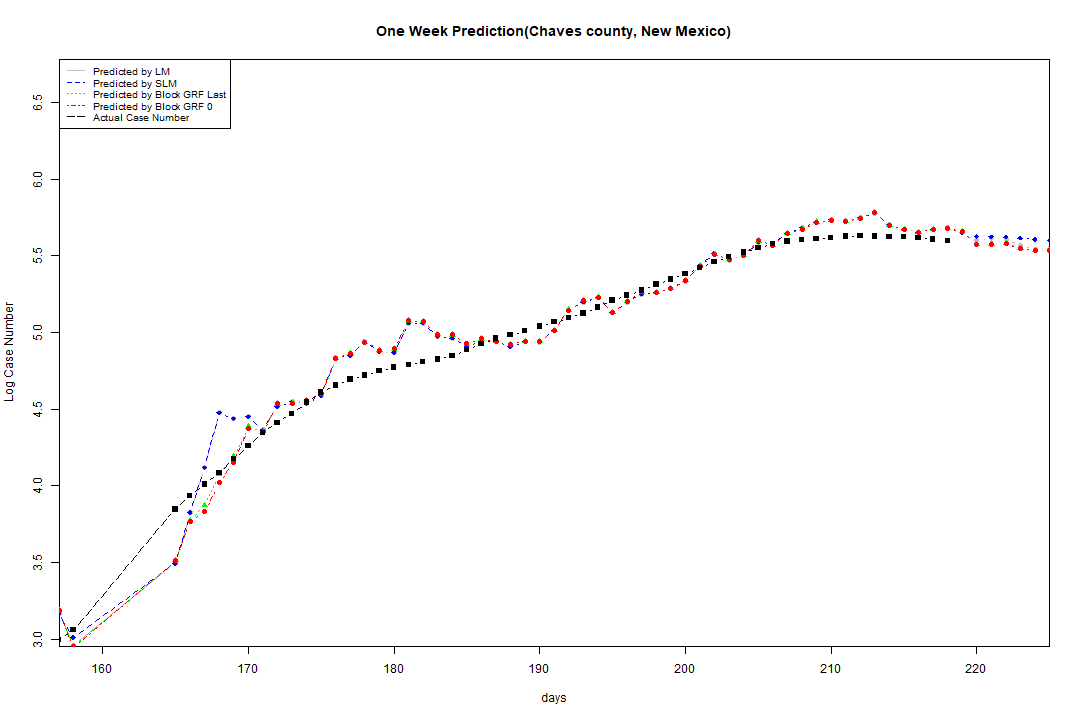 One Week Prediction(Chaves county, New Mexico)
Predicted by LM
Predicted by SLM
Predicted by Block GRF Last
Predicted by Block GRF 0
Actual Case Number
Log Case Number
6.5
6.0
5.5
5.0
4.5
4.0
3.5
3.0
160 170 180 190 200 210 220
days